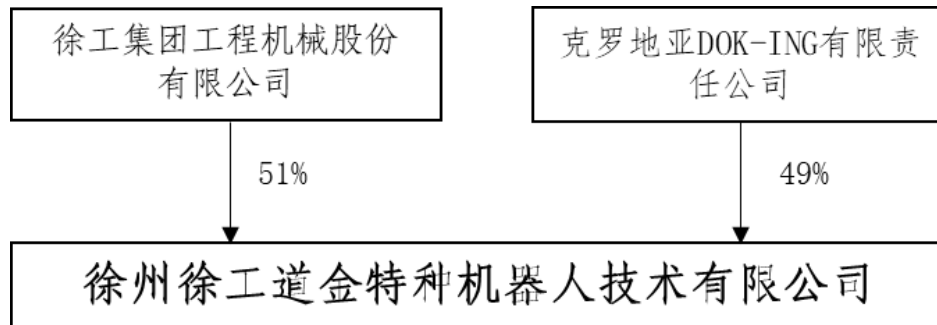 徐工集团工程机械股份
有限公司
克罗地亚DOK-ING有限责
任公司
51%
49%
徐州徐工道金特种机器人技术有限公司